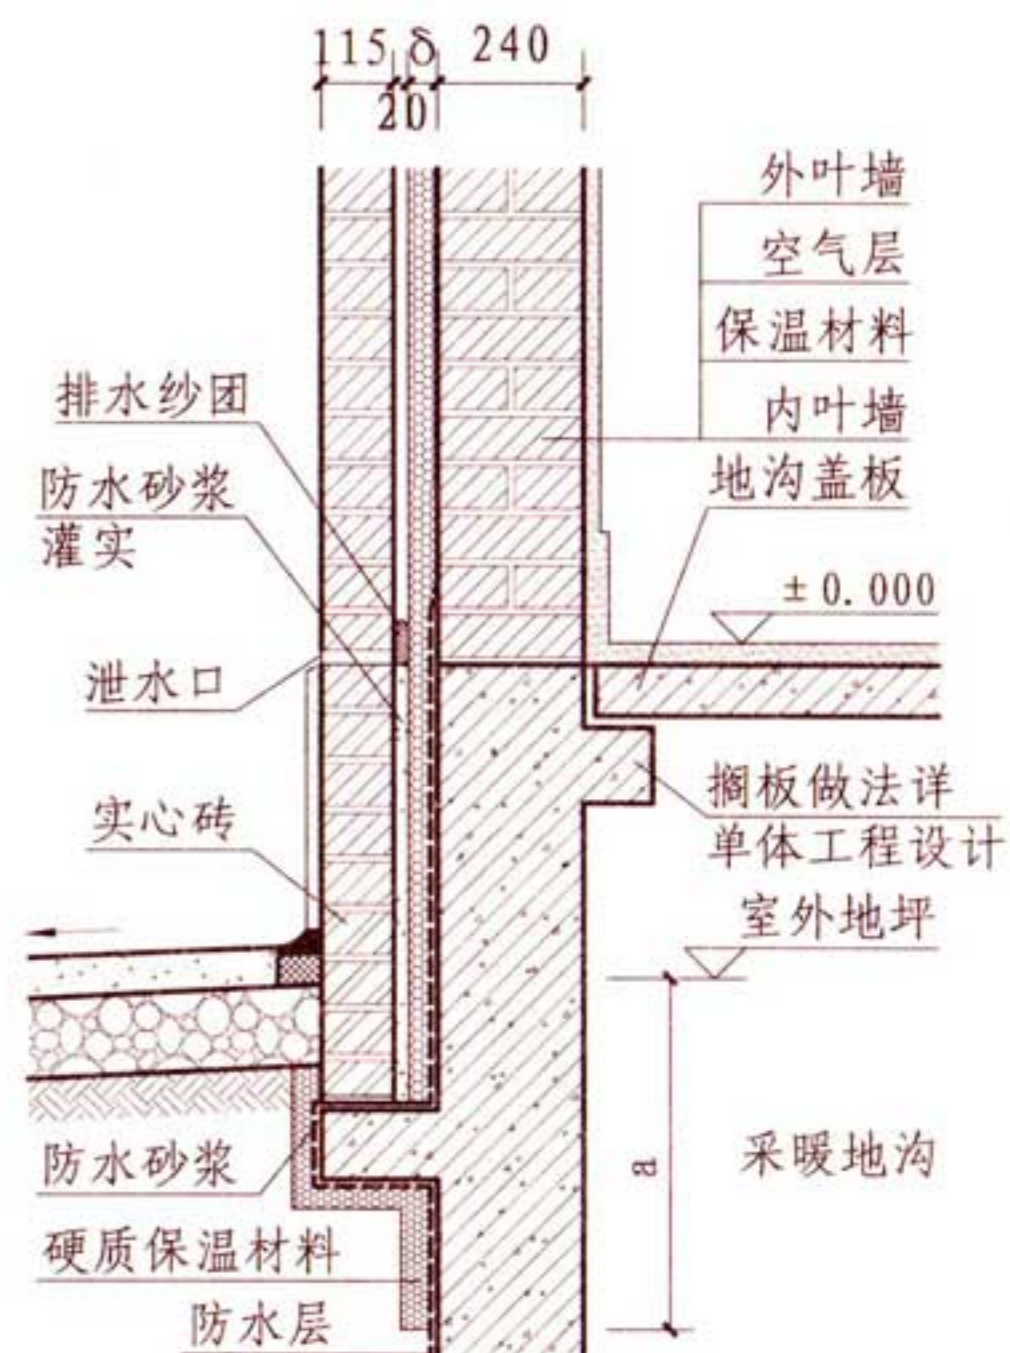 115 δ 240
20
外叶墙
空气层
保温材料
内叶墙
地沟盖板
±0.000
排水纱团
防水砂浆
灌实
泄水口
实心砖
搁板做法详
单体工程设计
室外地坪
a
采暖地沟
防水砂浆
硬质保温材料
防水层